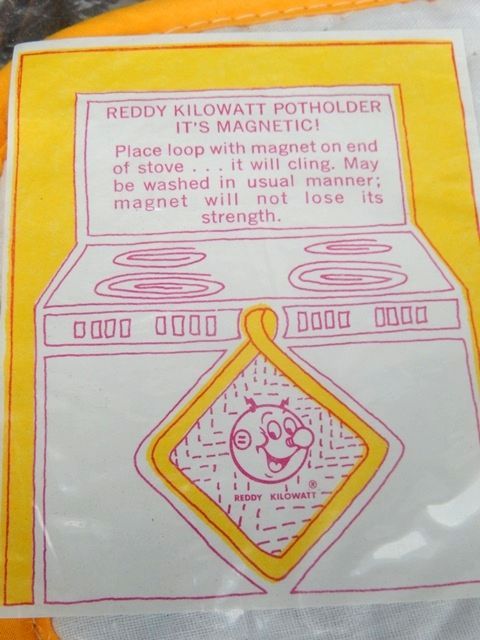 REDDY KILOWATT POTHOLDER
IT'S MAGNETIC!
Place loop with magnet on end
of stove . . . it will cling. May
be washed in usual manner;
magnet will not lose its
strength.
REDDY KILOWATT®